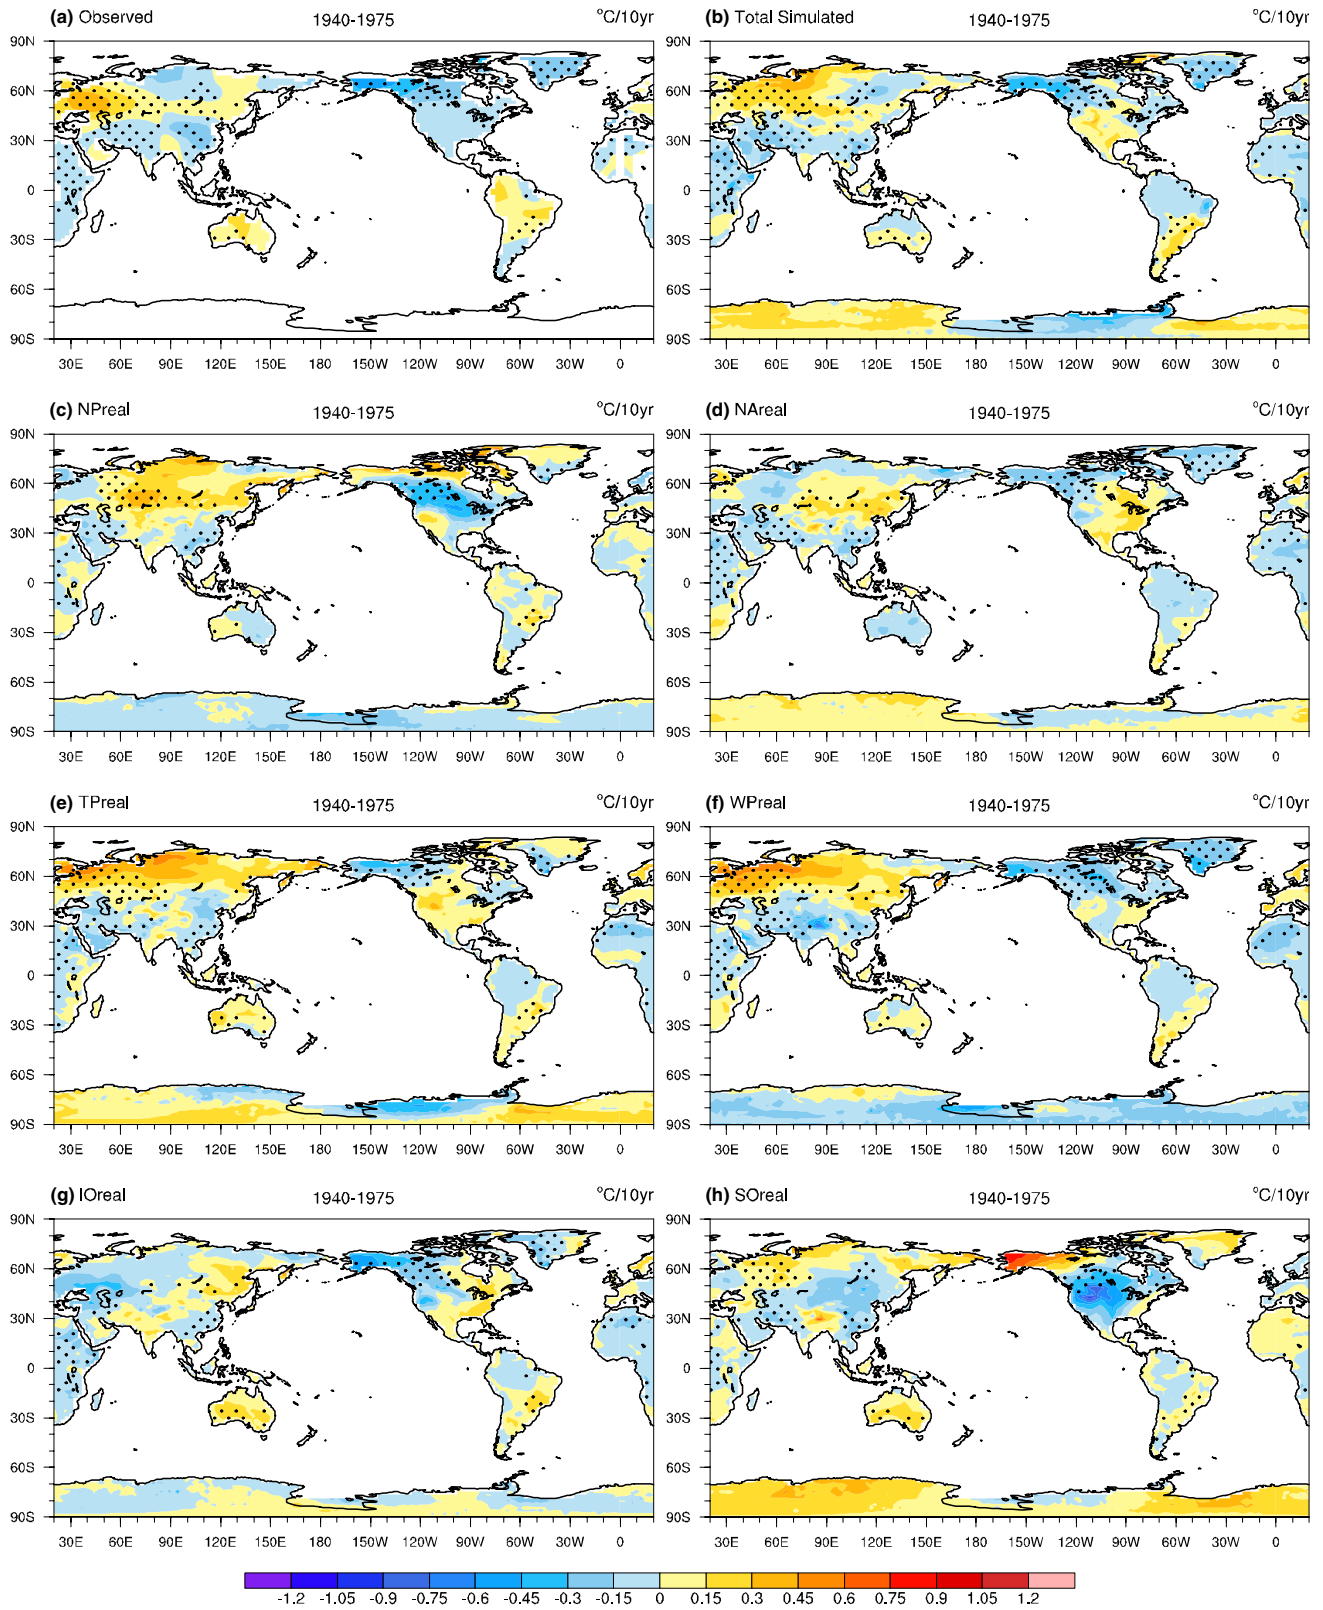 (a) Observed 1940-1975 °C/10yr
(b) Total Simulated 1940-1975 °C/10yr
90N
60N
30N
0
30S
60S
90S
30E 60E 90E 120E 150E 180 150W 120W 90W 60W 30W 0
90N
60N
30N
0
30S
60S
90S
30E 60E 90E 120E 150E 180 150W 120W 90W 60W 30W 0
(c) NPreal 1940-1975 °C/10yr
(d) NAreal 1940-1975 °C/10yr
90N
60N
30N
0
30S
60S
90S
30E 60E 90E 120E 150E 180 150W 120W 90W 60W 30W 0
90N
60N
30N
0
30S
60S
90S
30E 60E 90E 120E 150E 180 150W 120W 90W 60W 30W 0
(e) TPreal 1940-1975 °C/10yr
(f) WPreal 1940-1975 °C/10yr
90N
60N
30N
0
30S
60S
90S
30E 60E 90E 120E 150E 180 150W 120W 90W 60W 30W 0
90N
60N
30N
0
30S
60S
90S
30E 60E 90E 120E 150E 180 150W 120W 90W 60W 30W 0
(g) IOreal 1940-1975 °C/10yr
(h) SOreal 1940-1975 °C/10yr
90N
60N
30N
0
30S
60S
90S
30E 60E 90E 120E 150E 180 150W 120W 90W 60W 30W 0
90N
60N
30N
0
30S
60S
90S
30E 60E 90E 120E 150E 180 150W 120W 90W 60W 30W 0
-1.2 -1.05 -0.9 -0.75 -0.6 -0.45 -0.3 -0.15 0 0.15 0.3 0.45 0.6 0.75 0.9 1.05 1.2